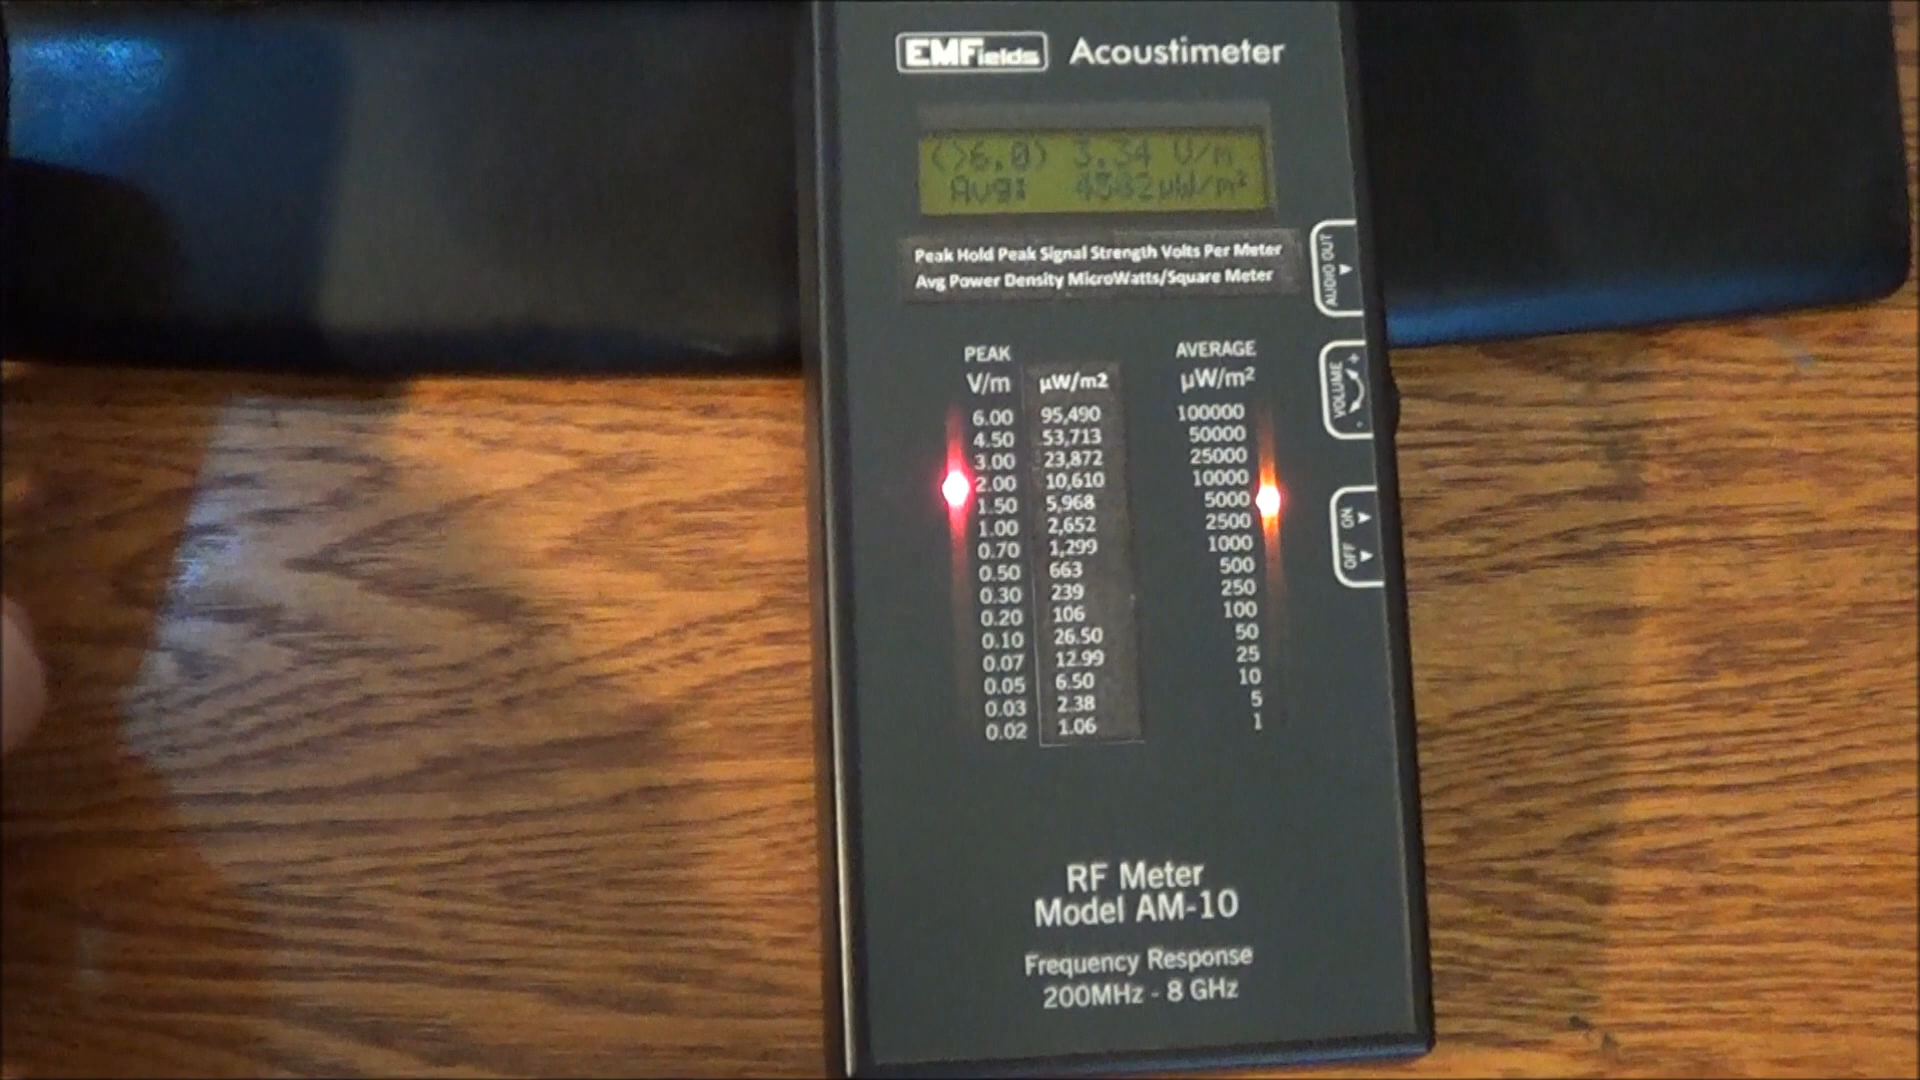 EMFields Acoustimeter
(>6.0) 3.34 V/m
Avg: µW/m²
Peak Hold Peak Signal Strength Volts Per Meter
Avg Power Density MicroWatts/Square Meter
AUDIO OUT
PEAK AVERAGE
V/m µW/m2 µW/m²
VOLUME + -
6.00 95,490 100000
4.50 53,713 50000
3.00 23,872 25000
2.00 10,610 10000
1.50 5,968 5000
1.00 2,652 2500
0.70 1,299 1000
0.50 663 500
0.30 239 250
0.20 106 100
0.10 26.50 50
0.07 12.99 25
0.05 6.50 10
0.03 2.38 5
0.02 1.06 1
OFF ON
RF Meter
Model AM-10
Frequency Response
200MHz - 8 GHz